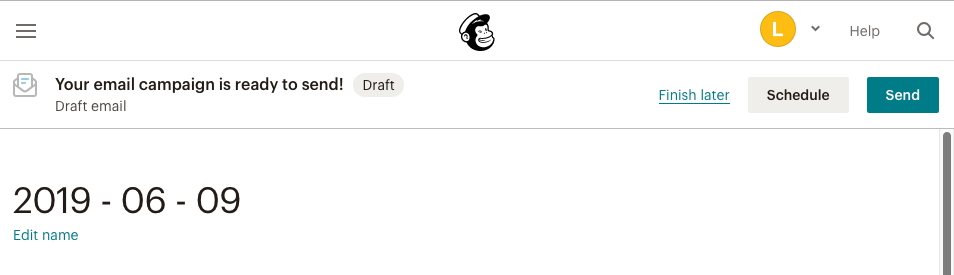 L
Help
Your email campaign is ready to send! Draft
Draft email
Finish later
Schedule
Send
2019 - 06 - 09
Edit name